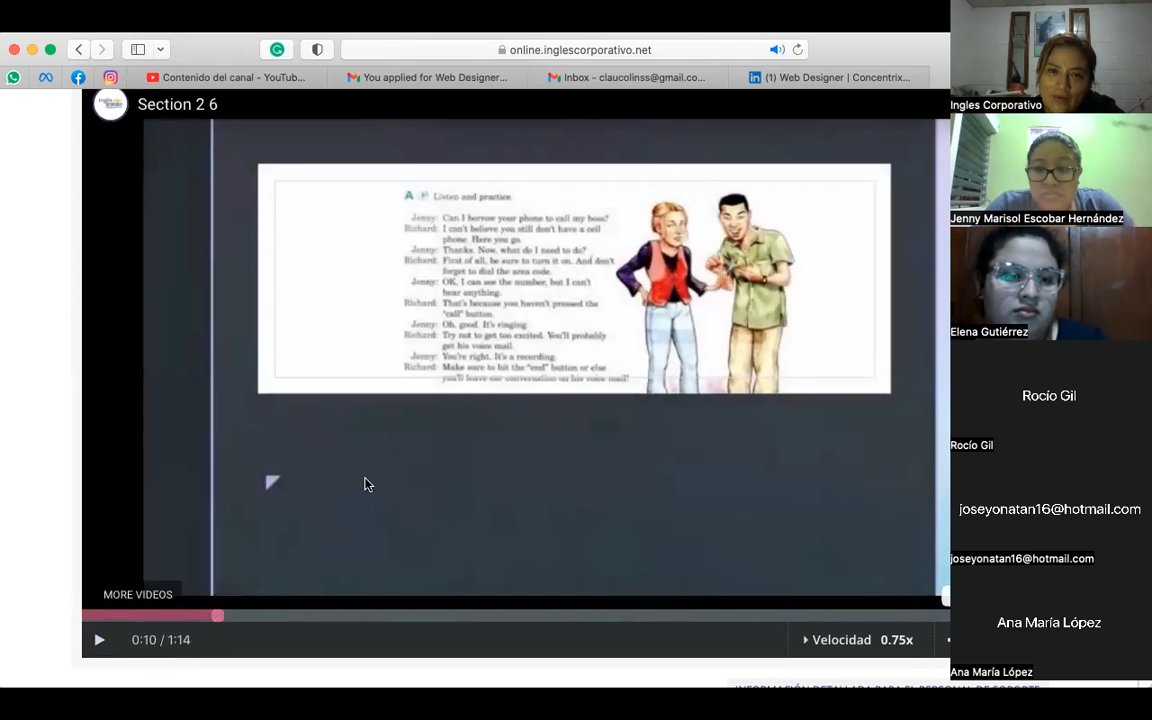 online.inglescorporativo.net
Contenido del canal - YouTub...
You applied for Web Designer...
Inbox - claucolinss@gmail.co...
(1) Web Designer | Concentrix...
Section 2 6
A Listen and practice
Jenny: Can I borrow your phone to call my boss?
Richard: I can't believe you still don't have a cell
phone. Here you go.
Jenny: Thanks. Now, what do I need to do?
Richard: First of all, be sure to turn it on. And don't
forget to dial the area code.
Jenny: OK, I can see the number, but I can't
hear anything.
Richard: That's because you haven't pressed the
"call" button.
Jenny: Oh, good. It's ringing.
Richard: Try not to get too excited. You'll probably
get his voice mail.
Jenny: You're right. It's a recording.
Richard: Make sure to hit the "end" button or else
you'll leave our conversation on his voice mail!
MORE VIDEOS
0:10 / 1:14
Velocidad 0.75x
INFORMACIÓN DETALLADA PARA EL PERSONAL DE SOPORTE
Ingles Corporativo
Jenny Marisol Escobar Hernández
Elena Gutiérrez
Rocío Gil
Rocío Gil
joseyonatan16@hotmail.com
joseyonatan16@hotmail.com
Ana María López
Ana María López